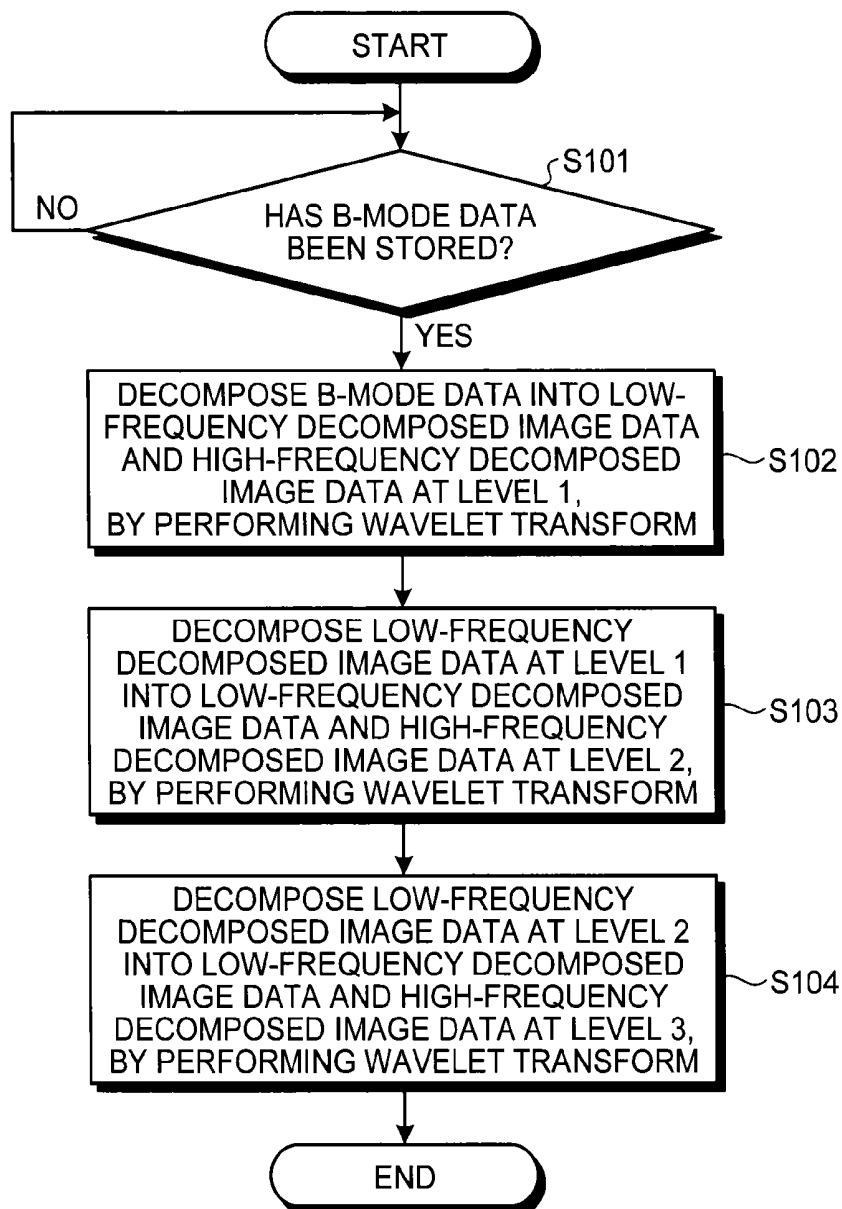 START
S101
NO
HAS B-MODE DATA
BEEN STORED?
YES
DECOMPOSE B-MODE DATA INTO LOW-
FREQUENCY DECOMPOSED IMAGE DATA
AND HIGH-FREQUENCY DECOMPOSED
IMAGE DATA AT LEVEL 1,
BY PERFORMING WAVELET TRANSFORM
S102
DECOMPOSE LOW-FREQUENCY
DECOMPOSED IMAGE DATA AT LEVEL 1
INTO LOW-FREQUENCY DECOMPOSED
IMAGE DATA AND HIGH-FREQUENCY
DECOMPOSED IMAGE DATA AT LEVEL 2,
BY PERFORMING WAVELET TRANSFORM
S103
DECOMPOSE LOW-FREQUENCY
DECOMPOSED IMAGE DATA AT LEVEL 2
INTO LOW-FREQUENCY DECOMPOSED
IMAGE DATA AND HIGH-FREQUENCY
DECOMPOSED IMAGE DATA AT LEVEL 3,
BY PERFORMING WAVELET TRANSFORM
S104
END